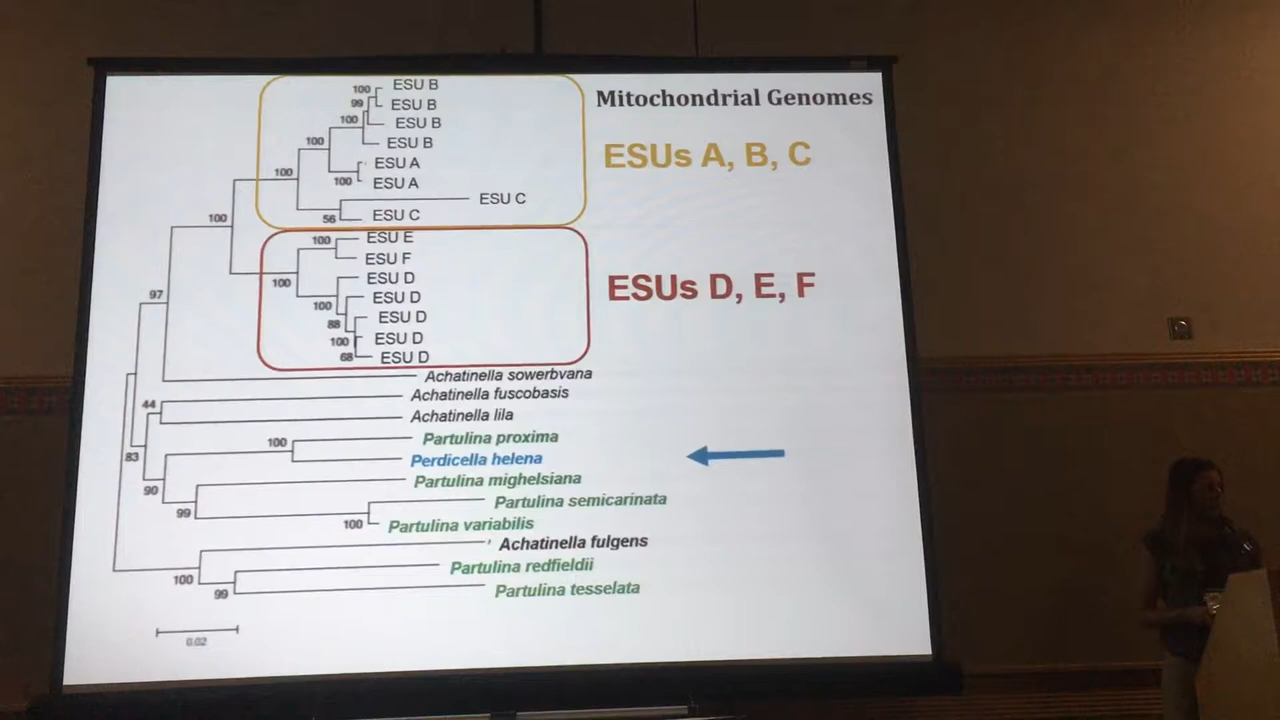 Mitochondrial Genomes
ESUs A, B, C
ESUs D, E, F
100 ESU B
99 ESU B
100 ESU B
ESU B
100 ESU A
100 ESU A
100 ESU C
56 ESU C
100
100 ESU E
ESU F
100 ESU D
100 ESU D
88 ESU D
100 ESU D
68 ESU D
97
Achatinella sowerbyana
44 Achatinella fuscobasis
Achatinella lila
83
100 Partulina proxima
Perdicella helena
90 Partulina mighelsiana
99 Partulina semicarinata
100 Partulina variabilis
Achatinella fulgens
100 Partulina redfieldii
99 Partulina tesselata
0.02